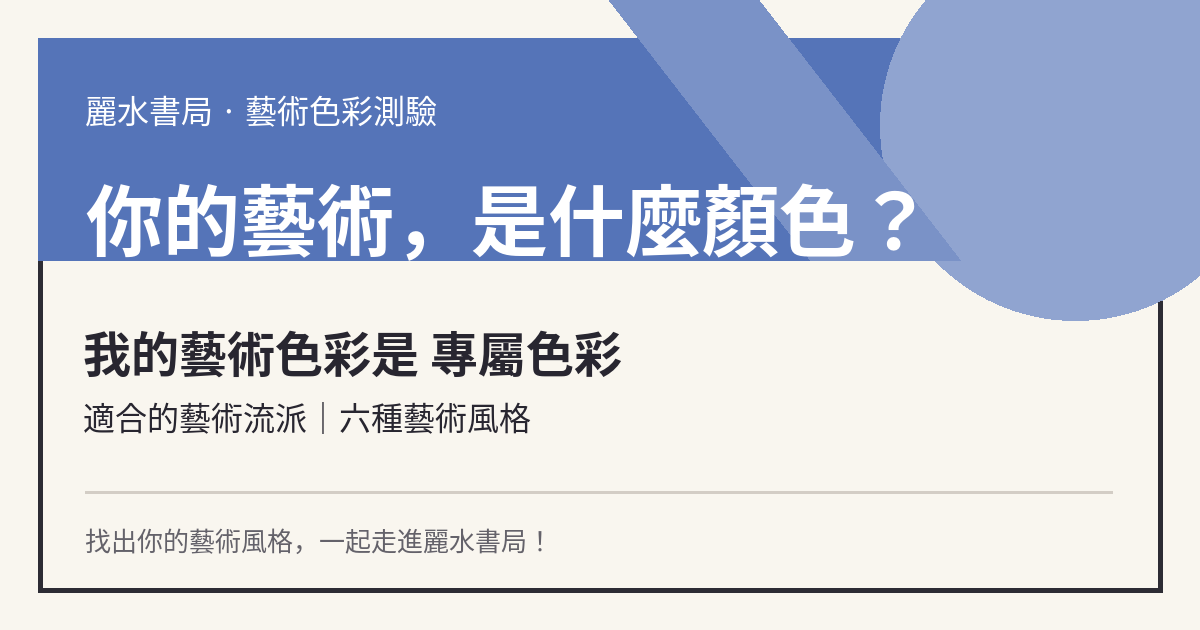 麗水書局 · 藝術色彩測驗
你的藝術，是什麼顏色？
我的藝術色彩是 專屬色彩
適合的藝術流派｜六種藝術風格
找出你的藝術風格，一起走進麗水書局！